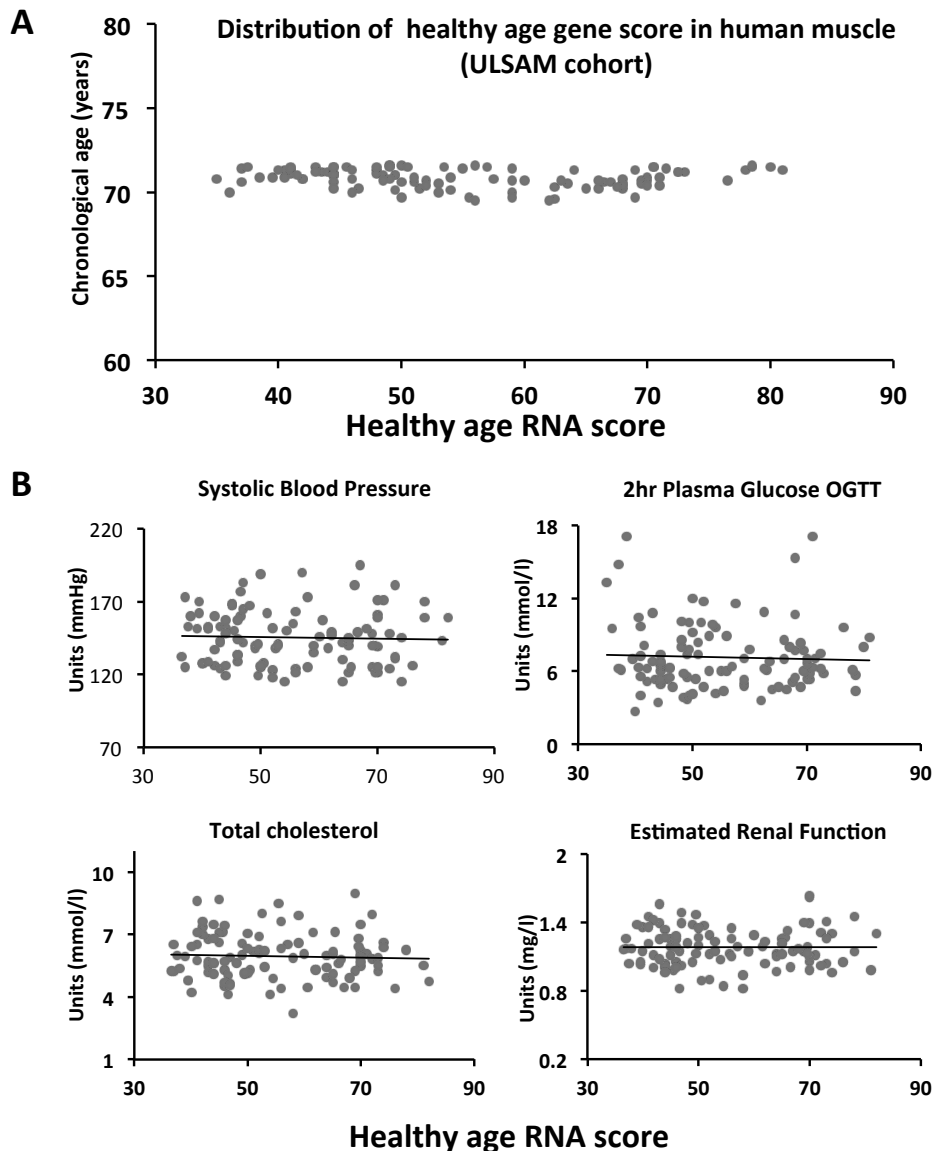 A
Distribution of  healthy age gene score in human muscle
(ULSAM cohort)
Chronological age (years)
80
75
70
65
60
30 40 50 60 70 80 90
Healthy age RNA score
B
Systolic Blood Pressure
Units (mmHg)
220
170
120
70
30 50 70 90
2hr Plasma Glucose OGTT
Units (mmol/l)
18
12
6
0
30 50 70 90
Total cholesterol
Units (mmol/l)
10
7
4
1
30 50 70 90
Estimated Renal Function
Units (mg/l)
2
1.4
0.8
0.2
30 50 70 90
Healthy age RNA score